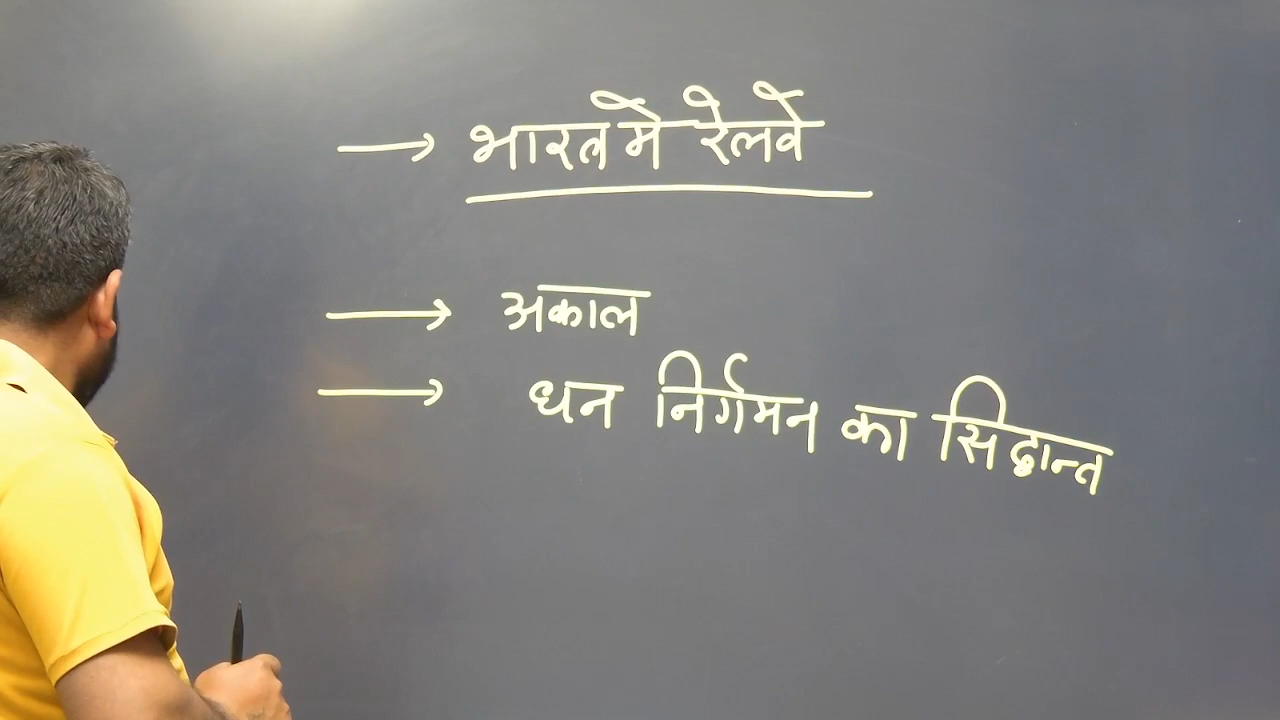 → भारत मे रेलवे
→ अकाल
→ धन निर्गमन का सिद्धान्त